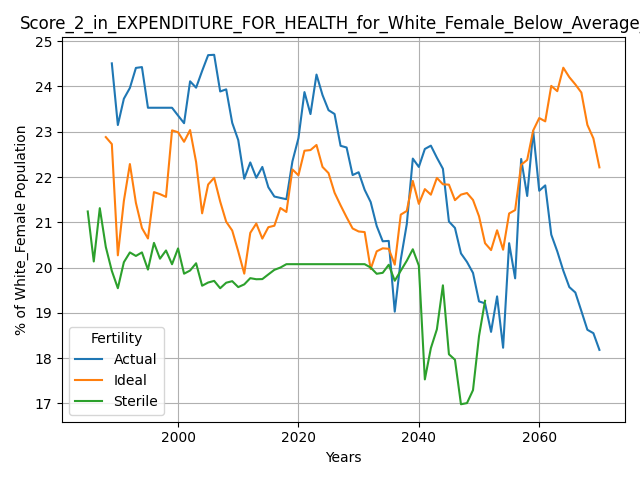 Score_2_in_EXPENDITURE_FOR_HEALTH_for_White_Female_Below_Average_
25
24
23
22
21
20
19
18
17
% of White_Female Population
Fertility
Actual
Ideal
Sterile
2000
2020
2040
2060
Years